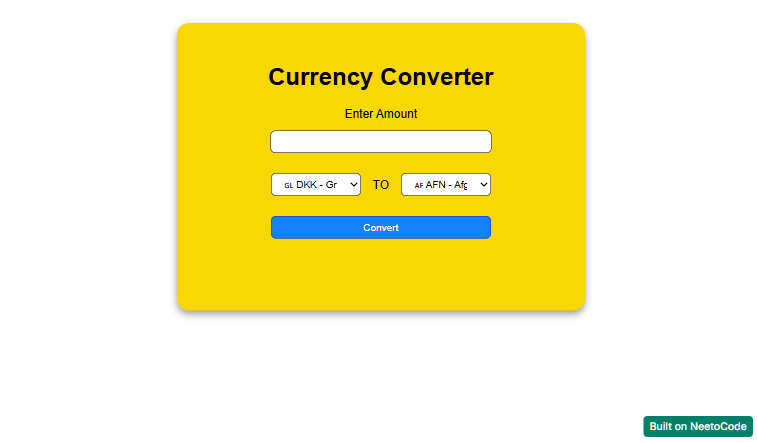 Currency Converter
Enter Amount
GL DKK - Gr TO AF AFN - Afg
Convert
Built on NeetoCode